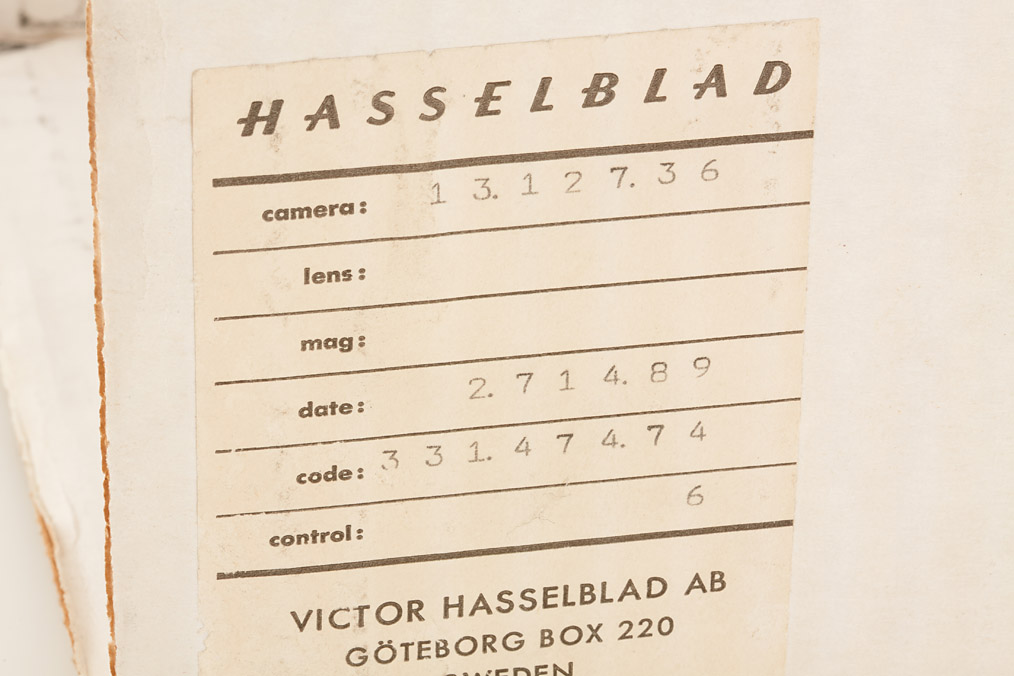 HASSELBLAD
camera: 1 3. 1 2 7. 3 6
lens:
mag:
date: 2. 7 1 4. 8 9
code: 3 3 1. 4 7 4. 7 4
control: 6
VICTOR HASSELBLAD AB
GÖTEBORG BOX 220
SWEDEN